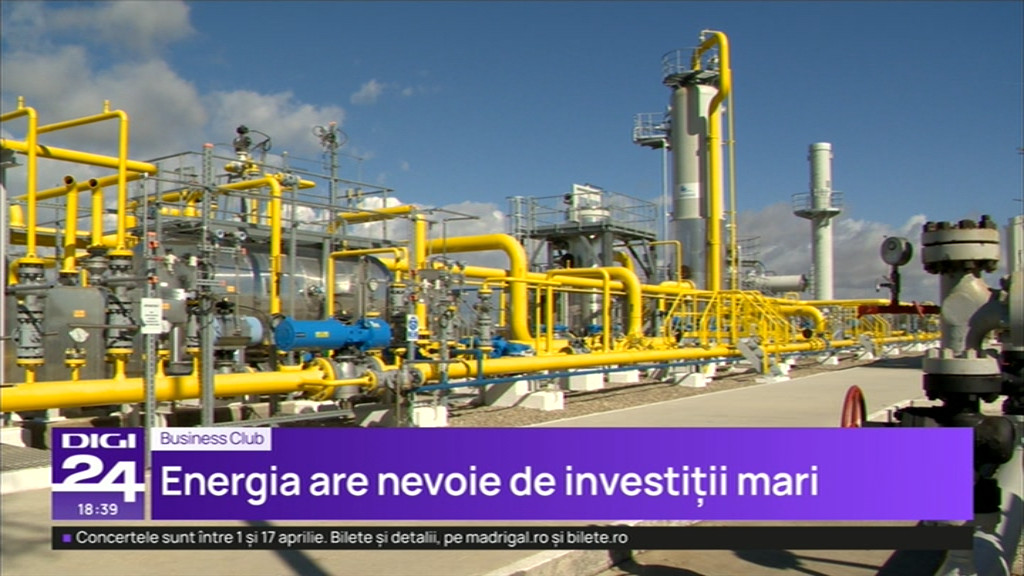 DIGI
24
18:39
Business Club
Energia are nevoie de investiții mari
Concertele sunt între 1 și 17 aprilie. Bilete și detalii, pe madrigal.ro și bilete.ro